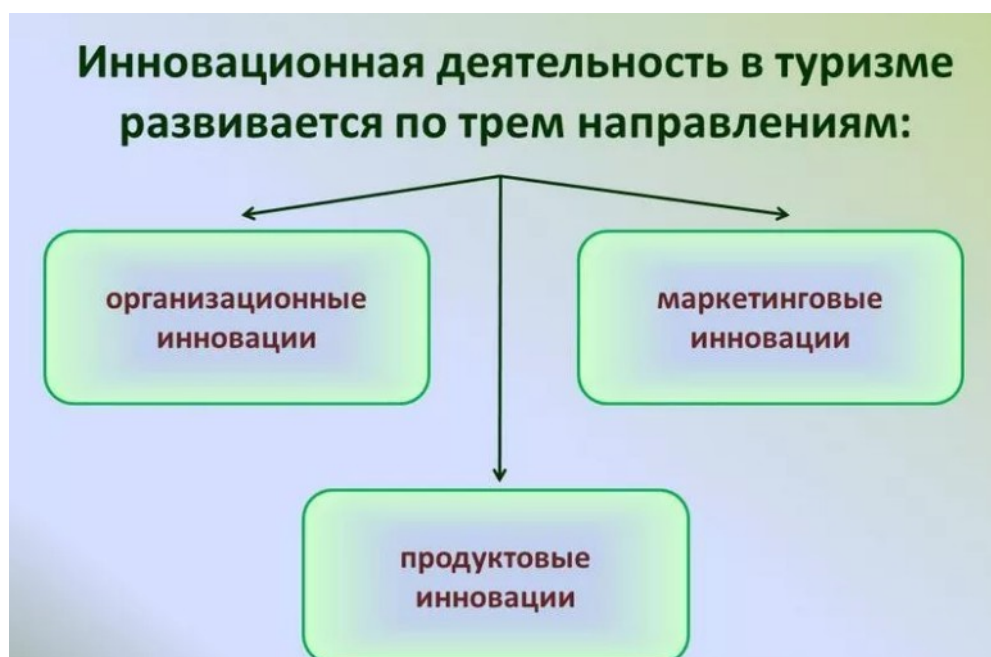 Инновационная деятельность в туризме
развивается по трем направлениям:
организационные
инновации
маркетинговые
инновации
продуктовые
инновации